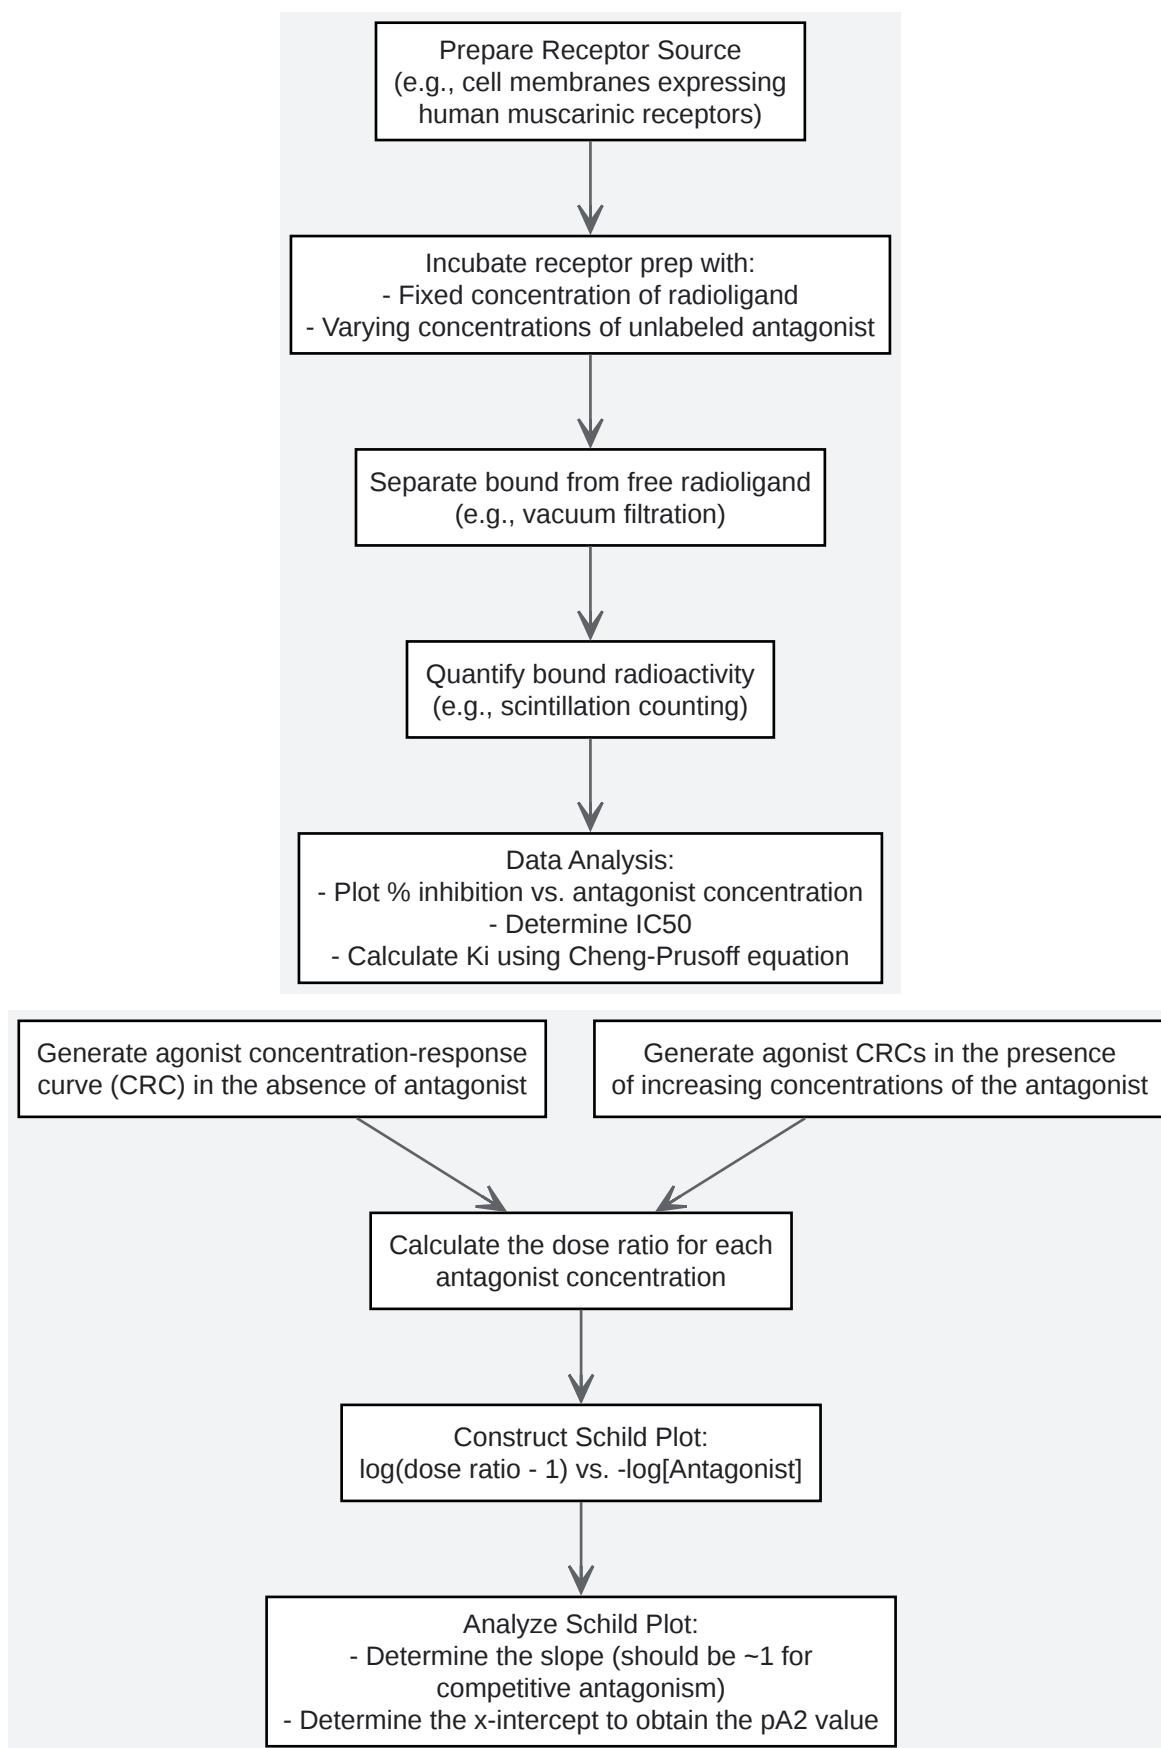 Prepare Receptor Source
(e.g., cell membranes expressing
human muscarinic receptors)
Incubate receptor prep with:
- Fixed concentration of radioligand
- Varying concentrations of unlabeled antagonist
Separate bound from free radioligand
(e.g., vacuum filtration)
Quantify bound radioactivity
(e.g., scintillation counting)
Data Analysis:
- Plot % inhibition vs. antagonist concentration
- Determine IC50
- Calculate Ki using Cheng-Prusoff equation
Generate agonist concentration-response
curve (CRC) in the absence of antagonist
Generate agonist CRCs in the presence
of increasing concentrations of the antagonist
Calculate the dose ratio for each
antagonist concentration
Construct Schild Plot:
log(dose ratio - 1) vs. -log[Antagonist]
Analyze Schild Plot:
- Determine the slope (should be ~1 for
competitive antagonism)
- Determine the x-intercept to obtain the pA2 value